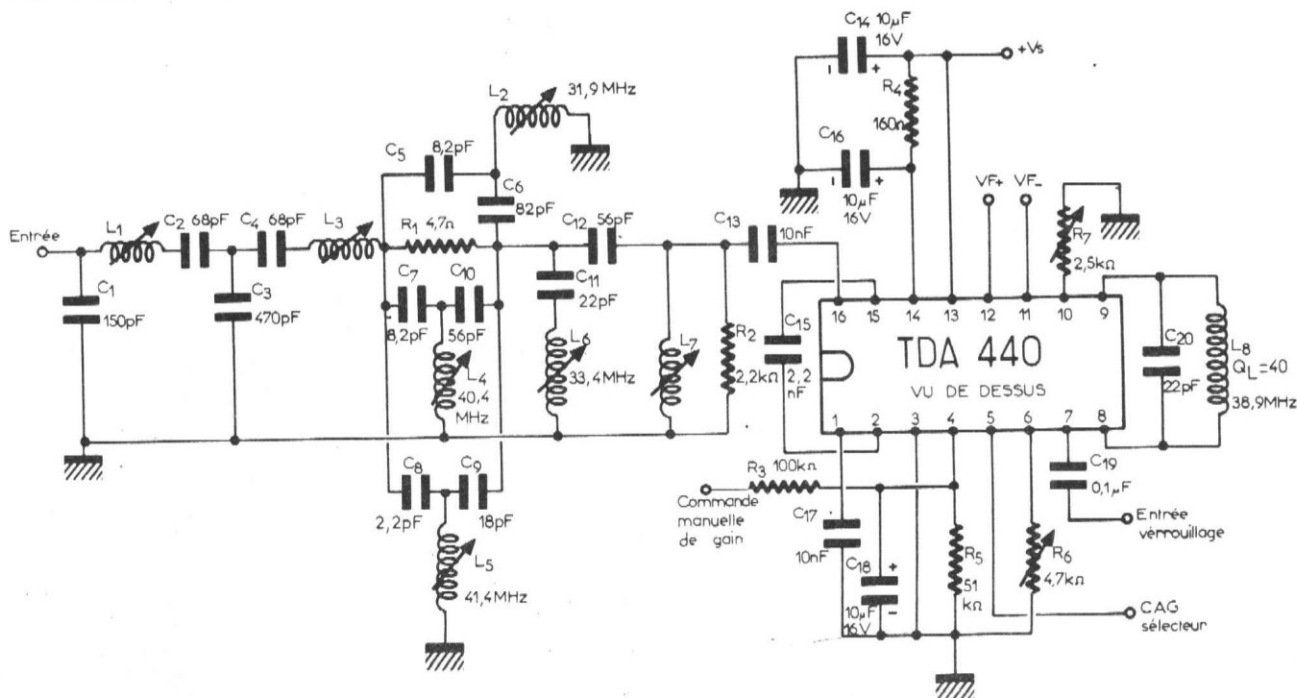 C14 10µF
16V
+Vs
R4
160Ω
C16
10µF
16V
L2
31,9MHz
C5
8,2pF
C6
82pF
VF+
VF-
R7
2,5kΩ
Entrée
L1
C2
68pF
C4
68pF
L3
R1
4,7Ω
C12
56pF
C13
10nF
C1
150pF
C3
470pF
C7
8,2pF
C10
56pF
C11
22pF
L4
40,4
MHz
L6
33,4MHz
L7
R2
2,2kΩ
C15
2,2
nF
16
15
14
13
12
11
10
9
TDA 440
VU DE DESSUS
1
2
3
4
5
6
7
8
C20
22pF
L8
QL=40
38,9MHz
C8
2,2pF
C9
18pF
L5
41,4MHz
R3
100kΩ
Commande
manuelle
de gain
C17
10nF
C18
10µF
16V
R5
51
kΩ
R6
4,7kΩ
C19
0,1µF
Entrée
vérrouillage
CAG
sélecteur